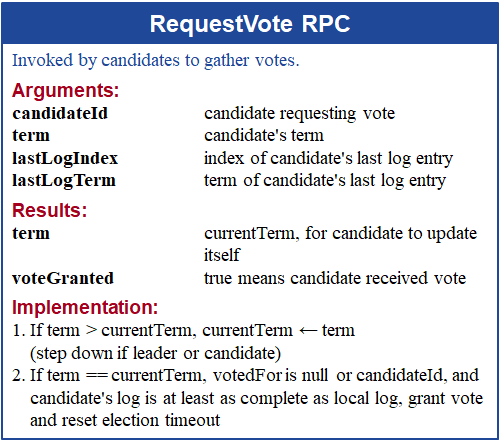 RequestVote RPC
Invoked by candidates to gather votes.
Arguments:
candidateId candidate requesting vote
term candidate's term
lastLogIndex index of candidate's last log entry
lastLogTerm term of candidate's last log entry
Results:
term currentTerm, for candidate to update
itself
voteGranted true means candidate received vote
Implementation:
1. If term > currentTerm, currentTerm ← term
(step down if leader or candidate)
2. If term == currentTerm, votedFor is null or candidateId, and
candidate's log is at least as complete as local log, grant vote
and reset election timeout